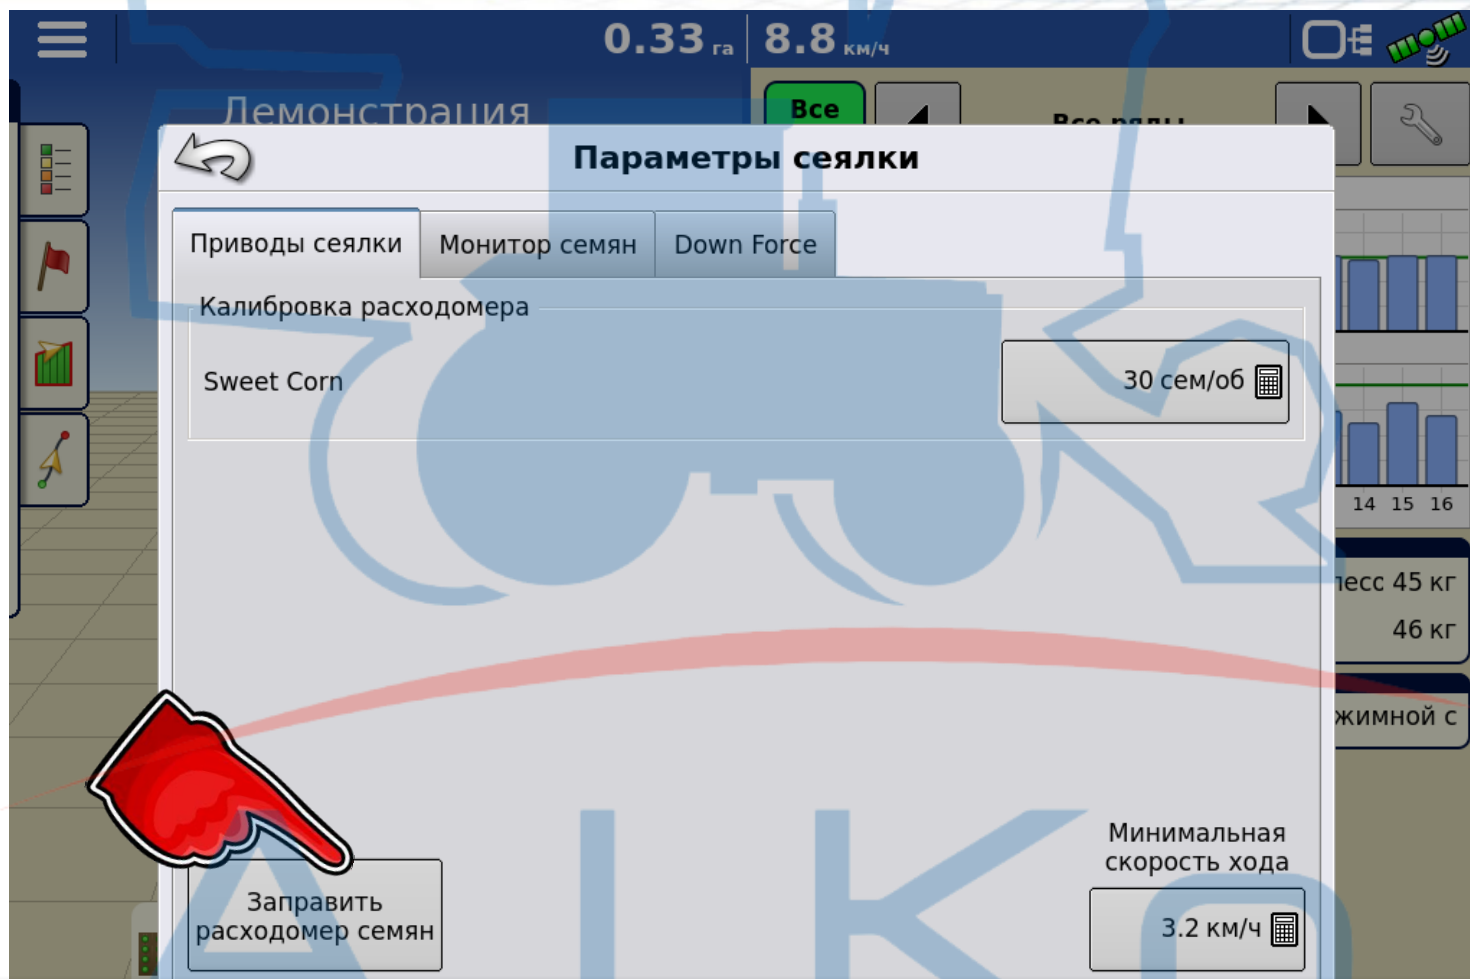 0.33 га 8.8 км/ч
Демонстрация
Все
Все ряды
Параметры сеялки
Приводы сеялки Монитор семян Down Force
Калибровка расходомера
Sweet Corn 30 сем/об
14 15 16
45 кг
46 кг
жимной с
Минимальная
скорость хода
Заправить
расходомер семян
3.2 км/ч